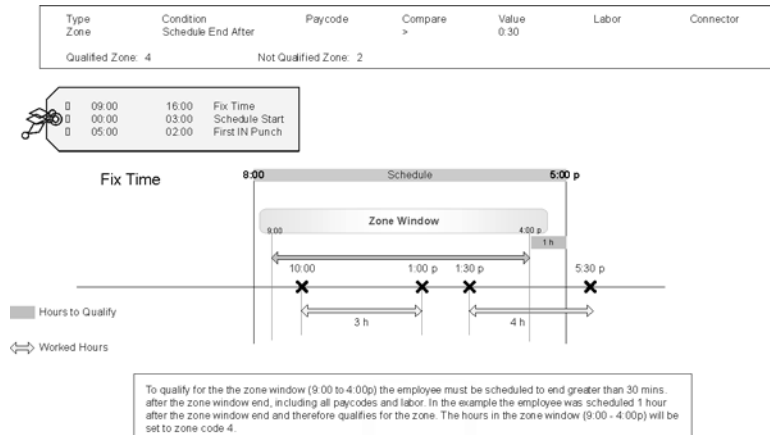 Type Condition Paycode Compare Value Labor Connector
Zone Schedule End After > 0:30
Qualified Zone: 4 Not Qualified Zone: 2
09:00 16:00 Fix Time
00:00 03:00 Schedule Start
05:00 02:00 First IN Punch
Fix Time
8:00 Schedule 5:00 p
Zone Window
9:00 4:00 p
1 h
10:00 1:00 p 1:30 p 5:30 p
Hours to Qualify
3 h 4 h
Worked Hours
To qualify for the the zone window (9:00 to 4:00p) the employee must be scheduled to end greater than 30 mins.
after the zone window end, including all paycodes and labor. In the example the employee was scheduled 1 hour
after the zone window end and therefore qualifies for the zone. The hours in the zone window (9:00 - 4:00p) will be
set to zone code 4.